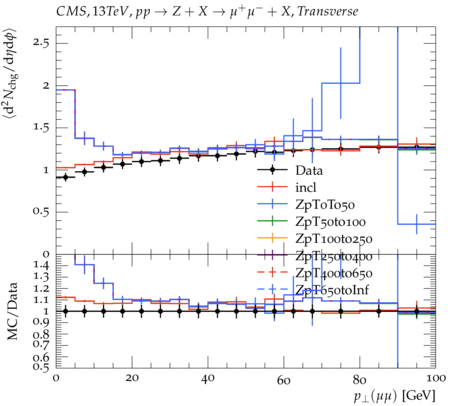 CMS, 13TeV, pp → Z + X → μ⁺μ⁻ + X, Transverse
⟨d²N_chg/dηdϕ⟩
2.5
2
1.5
1
0.5
0
Data
incl
ZpT0To50
ZpT50to100
ZpT100to250
ZpT250to400
ZpT400to650
ZpT650toInf
MC/Data
1.4
1.3
1.2
1.1
1
0.9
0.8
0.7
0.6
0.5
0 20 40 60 80 100
p⊥(μμ) [GeV]